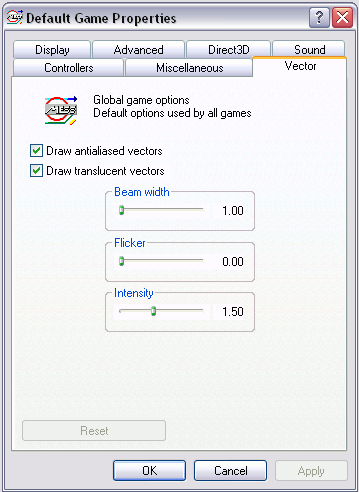 Default Game Properties
?
Display
Advanced
Direct3D
Sound
Controllers
Miscellaneous
Vector
MESS
Global game options
Default options used by all games
Draw antialiased vectors
Draw translucent vectors
Beam width
1.00
Flicker
0.00
Intensity
1.50
Reset
OK
Cancel
Apply